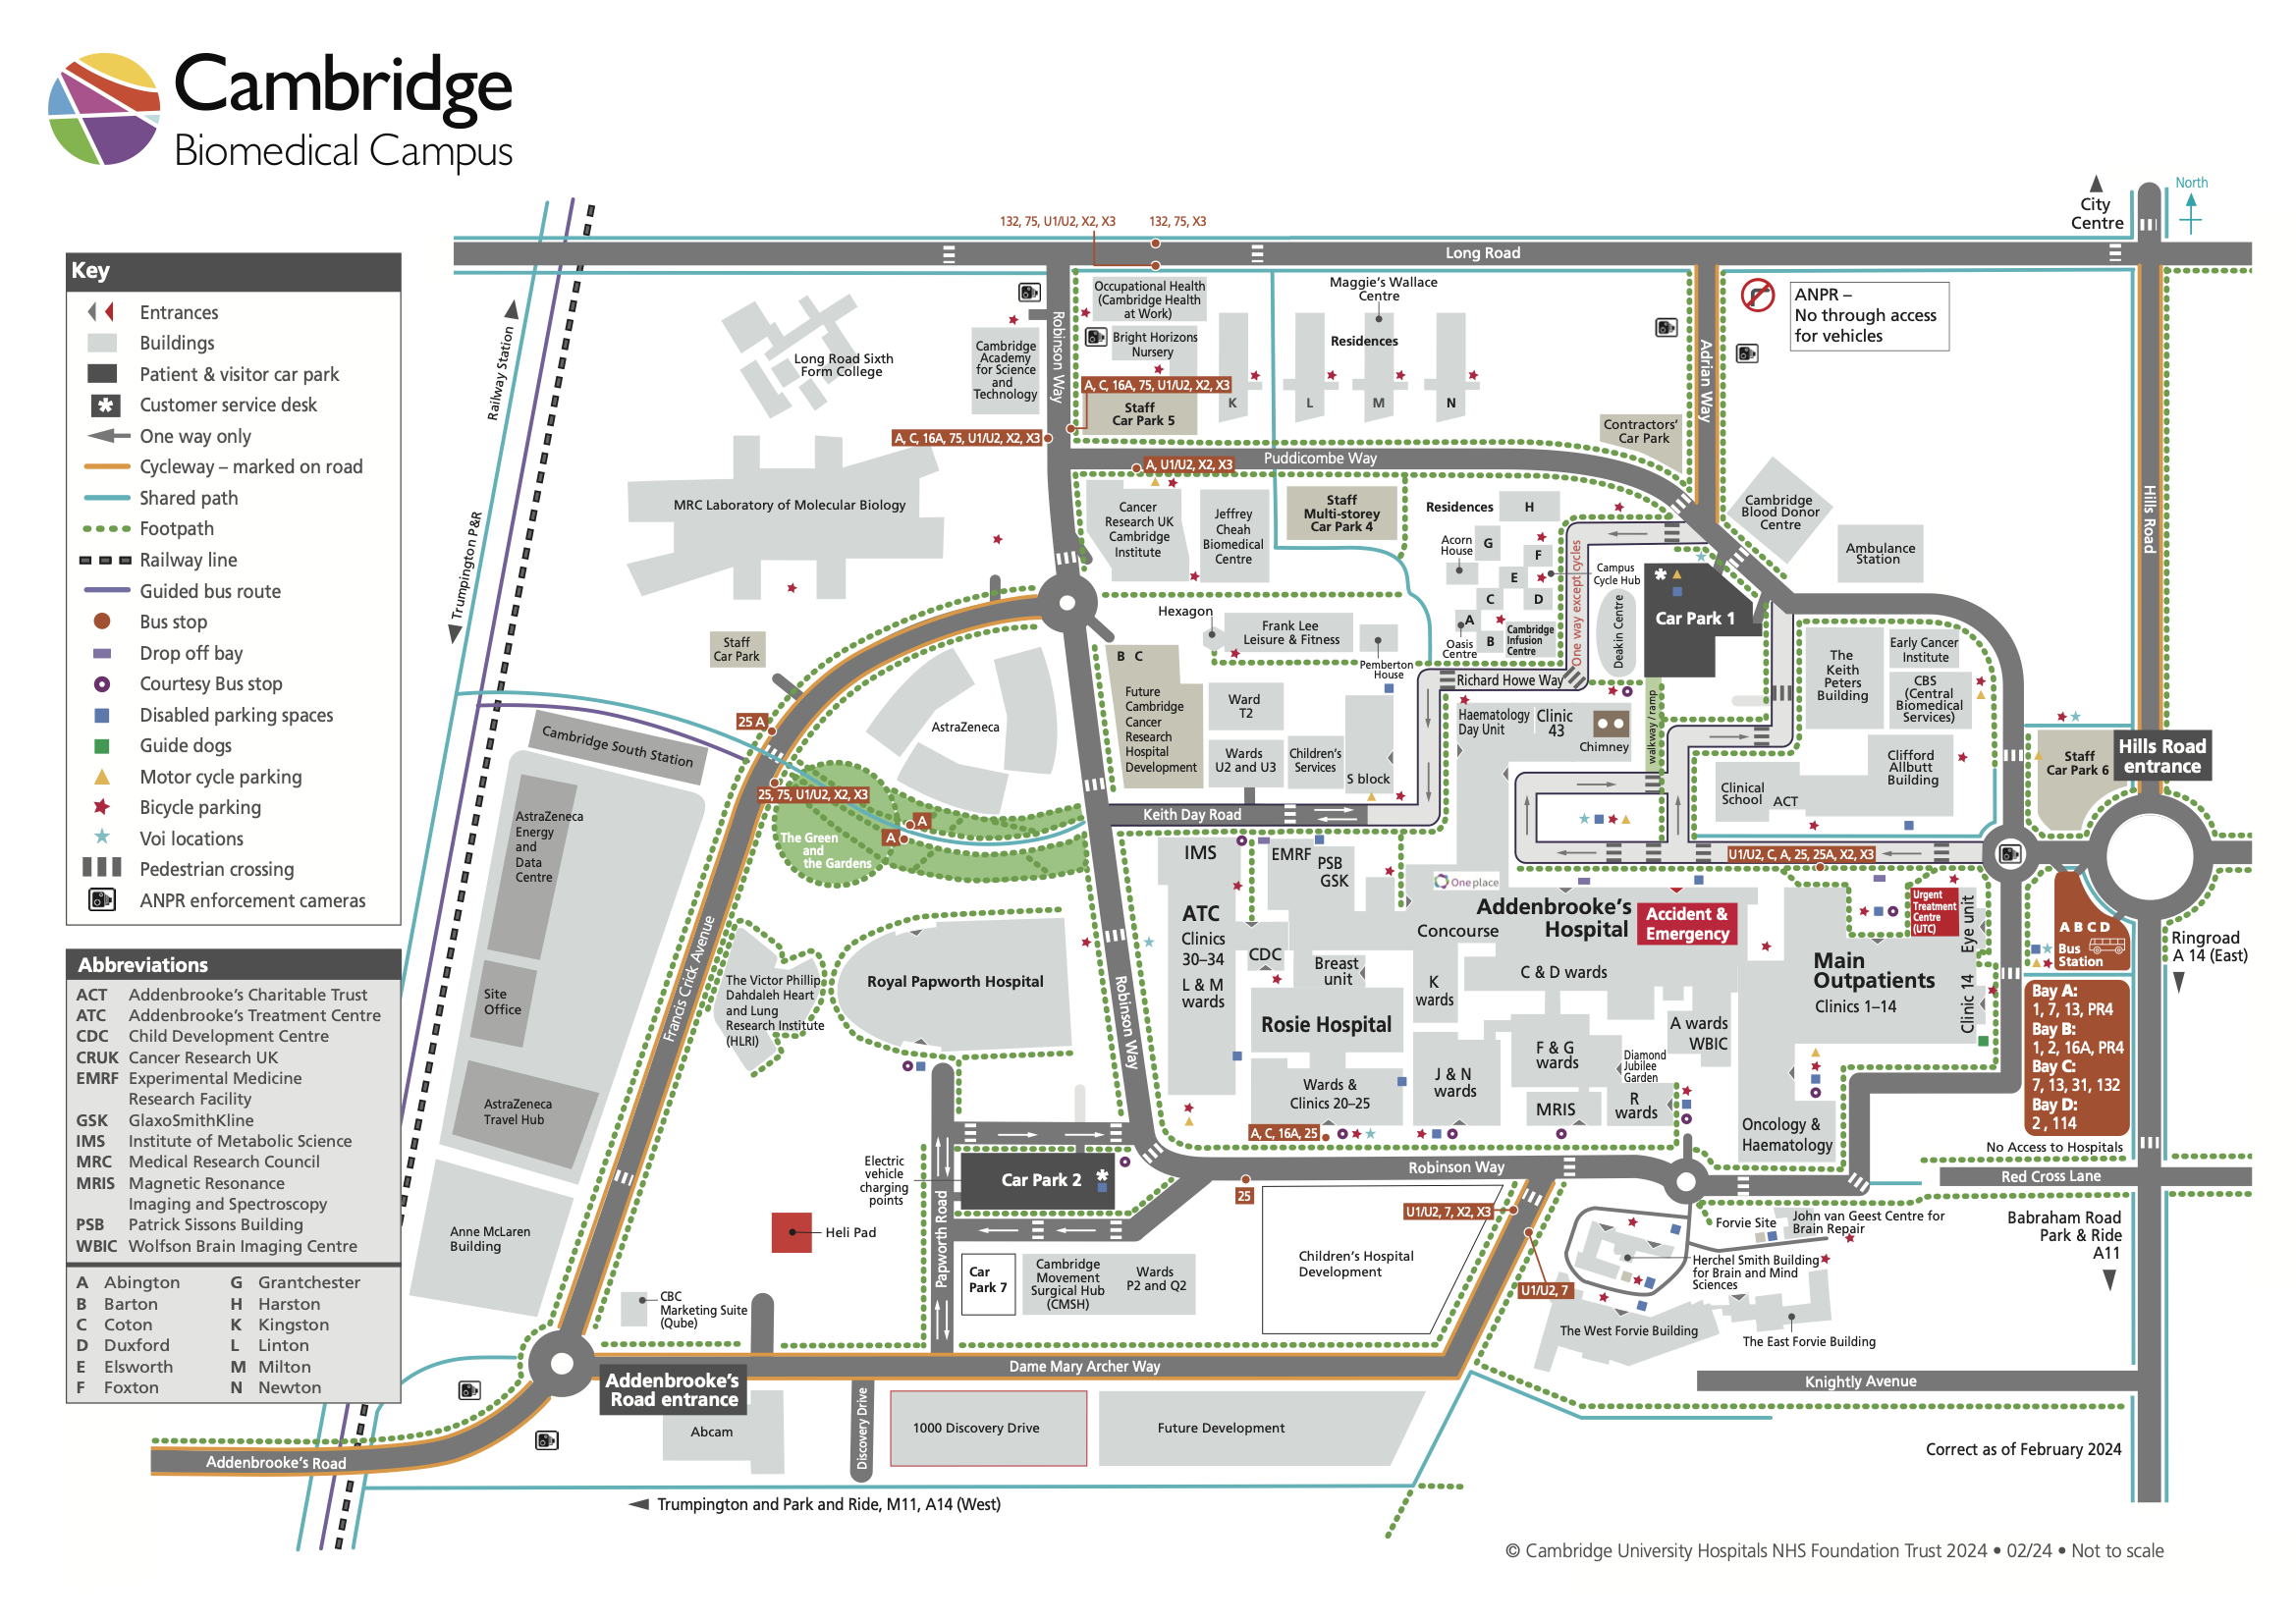 Cambridge
Biomedical Campus
Key
Entrances
Buildings
Patient & visitor car park
Customer service desk
One way only
Cycleway – marked on road
Shared path
Footpath
Railway line
Guided bus route
Bus stop
Drop off bay
Courtesy Bus stop
Disabled parking spaces
Guide dogs
Motor cycle parking
Bicycle parking
Voi locations
Pedestrian crossing
ANPR enforcement cameras
Abbreviations
ACT Addenbrooke's Charitable Trust
ATC Addenbrooke's Treatment Centre
CDC Child Development Centre
CRUK Cancer Research UK
EMRF Experimental Medicine
Research Facility
GSK GlaxoSmithKline
IMS Institute of Metabolic Science
MRC Medical Research Council
MRIS Magnetic Resonance
Imaging and Spectroscopy
PSB Patrick Sissons Building
WBIC Wolfson Brain Imaging Centre
A Abington G Grantchester
B Barton H Harston
C Coton K Kingston
D Duxford L Linton
E Elsworth M Milton
F Foxton N Newton
North
City
Centre
132, 75, U1/U2, X2, X3
132, 75, X3
Long Road
Railway Station
Trumpington P&R
Occupational Health
(Cambridge Health
at Work)
Bright Horizons
Nursery
Maggie's Wallace
Centre
Residences
K
L
M
N
ANPR –
No through access
for vehicles
Robinson Way
Adrian Way
Hills Road
Long Road Sixth
Form College
Cambridge
Academy
for Science
and
Technology
A, C, 16A, 75, U1/U2, X2, X3
Staff
Car Park 5
A, C, 16A, 75, U1/U2, X2, X3
Contractors'
Car Park
Puddicombe Way
A, U1/U2, X2, X3
MRC Laboratory of Molecular Biology
Cancer
Research UK
Cambridge
Institute
Jeffrey
Cheah
Biomedical
Centre
Staff
Multi-storey
Car Park 4
Residences
H
Acorn
House
G
F
E
C
D
A
B
Oasis
Centre
Cambridge
Infusion
Centre
Campus
Cycle Hub
One way except cycles
Deakin Centre
Car Park 1
Cambridge
Blood Donor
Centre
Ambulance
Station
Staff
Car Park
Hexagon
Frank Lee
Leisure & Fitness
Pemberton
House
Richard Howe Way
B C
Future
Cambridge
Cancer
Research
Hospital
Development
Ward
T2
Wards
U2 and U3
Children's
Services
S block
Haematology
Day Unit
Clinic
43
Chimney
walkway / ramp
The
Keith
Peters
Building
Early Cancer
Institute
CBS
(Central
Biomedical
Services)
Clifford
Allbutt
Building
Clinical
School
ACT
Staff
Car Park 6
Hills Road
entrance
AstraZeneca
25 A
Cambridge South Station
25, 75, U1/U2, X2, X3
A
A
The Green
and
the Gardens
Keith Day Road
AstraZeneca
Energy
and
Data
Centre
Site
Office
AstraZeneca
Travel Hub
Anne McLaren
Building
Francis Crick Avenue
U1/U2, C, A, 25, 25A, X2, X3
IMS
EMRF
PSB
GSK
Oneplace
ATC
Clinics
30–34
L & M
wards
CDC
Breast
unit
Rosie Hospital
Wards &
Clinics 20–25
Addenbrooke's
Hospital
Concourse
Accident &
Emergency
C & D wards
K
wards
F & G
wards
J & N
wards
MRIS
A wards
WBIC
Diamond
Jubilee
Garden
R
wards
Main
Outpatients
Clinics 1–14
Urgent
Treatment
Centre
(UTC)
Eye unit
Clinic 14
Oncology &
Haematology
A B C D
Bus
Station
Bay A:
1, 7, 13, PR4
Bay B:
1, 2, 16A, PR4
Bay C:
7, 13, 31, 132
Bay D:
2 , 114
Ringroad
A 14 (East)
No Access to Hospitals
Red Cross Lane
Babraham Road
Park & Ride
A11
The Victor Phillip
Dahdaleh Heart
and Lung
Research Institute
(HLRI)
Royal Papworth Hospital
Robinson Way
A, C, 16A, 25
Robinson Way
25
Electric
vehicle
charging
points
Car Park 2
Papworth Road
Heli Pad
Car
Park 7
Cambridge
Movement
Surgical Hub
(CMSH)
Wards
P2 and Q2
Children's Hospital
Development
U1/U2, 7, X2, X3
U1/U2, 7
Forvie Site
John van Geest Centre for
Brain Repair
Herchel Smith Building
for Brain and Mind
Sciences
The West Forvie Building
The East Forvie Building
CBC
Marketing Suite
(Qube)
Dame Mary Archer Way
Addenbrooke's
Road entrance
Knightly Avenue
Abcam
Discovery Drive
1000 Discovery Drive
Future Development
Addenbrooke's Road
Trumpington and Park and Ride, M11, A14 (West)
Correct as of February 2024
© Cambridge University Hospitals NHS Foundation Trust 2024 • 02/24 • Not to scale